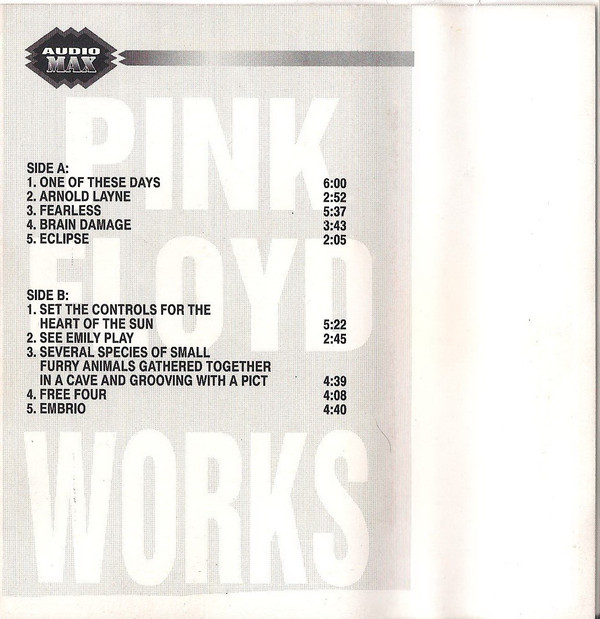 AUDIO
MAX
PINK
SIDE A:
1. ONE OF THESE DAYS 6:00
2. ARNOLD LAYNE 2:52
3. FEARLESS 5:37
4. BRAIN DAMAGE 3:43
5. ECLIPSE 2:05
FLOYD
SIDE B:
1. SET THE CONTROLS FOR THE
HEART OF THE SUN 5:22
2. SEE EMILY PLAY 2:45
3. SEVERAL SPECIES OF SMALL
FURRY ANIMALS GATHERED TOGETHER
IN A CAVE AND GROOVING WITH A PICT 4:39
4. FREE FOUR 4:08
5. EMBRIO 4:40
WORKS